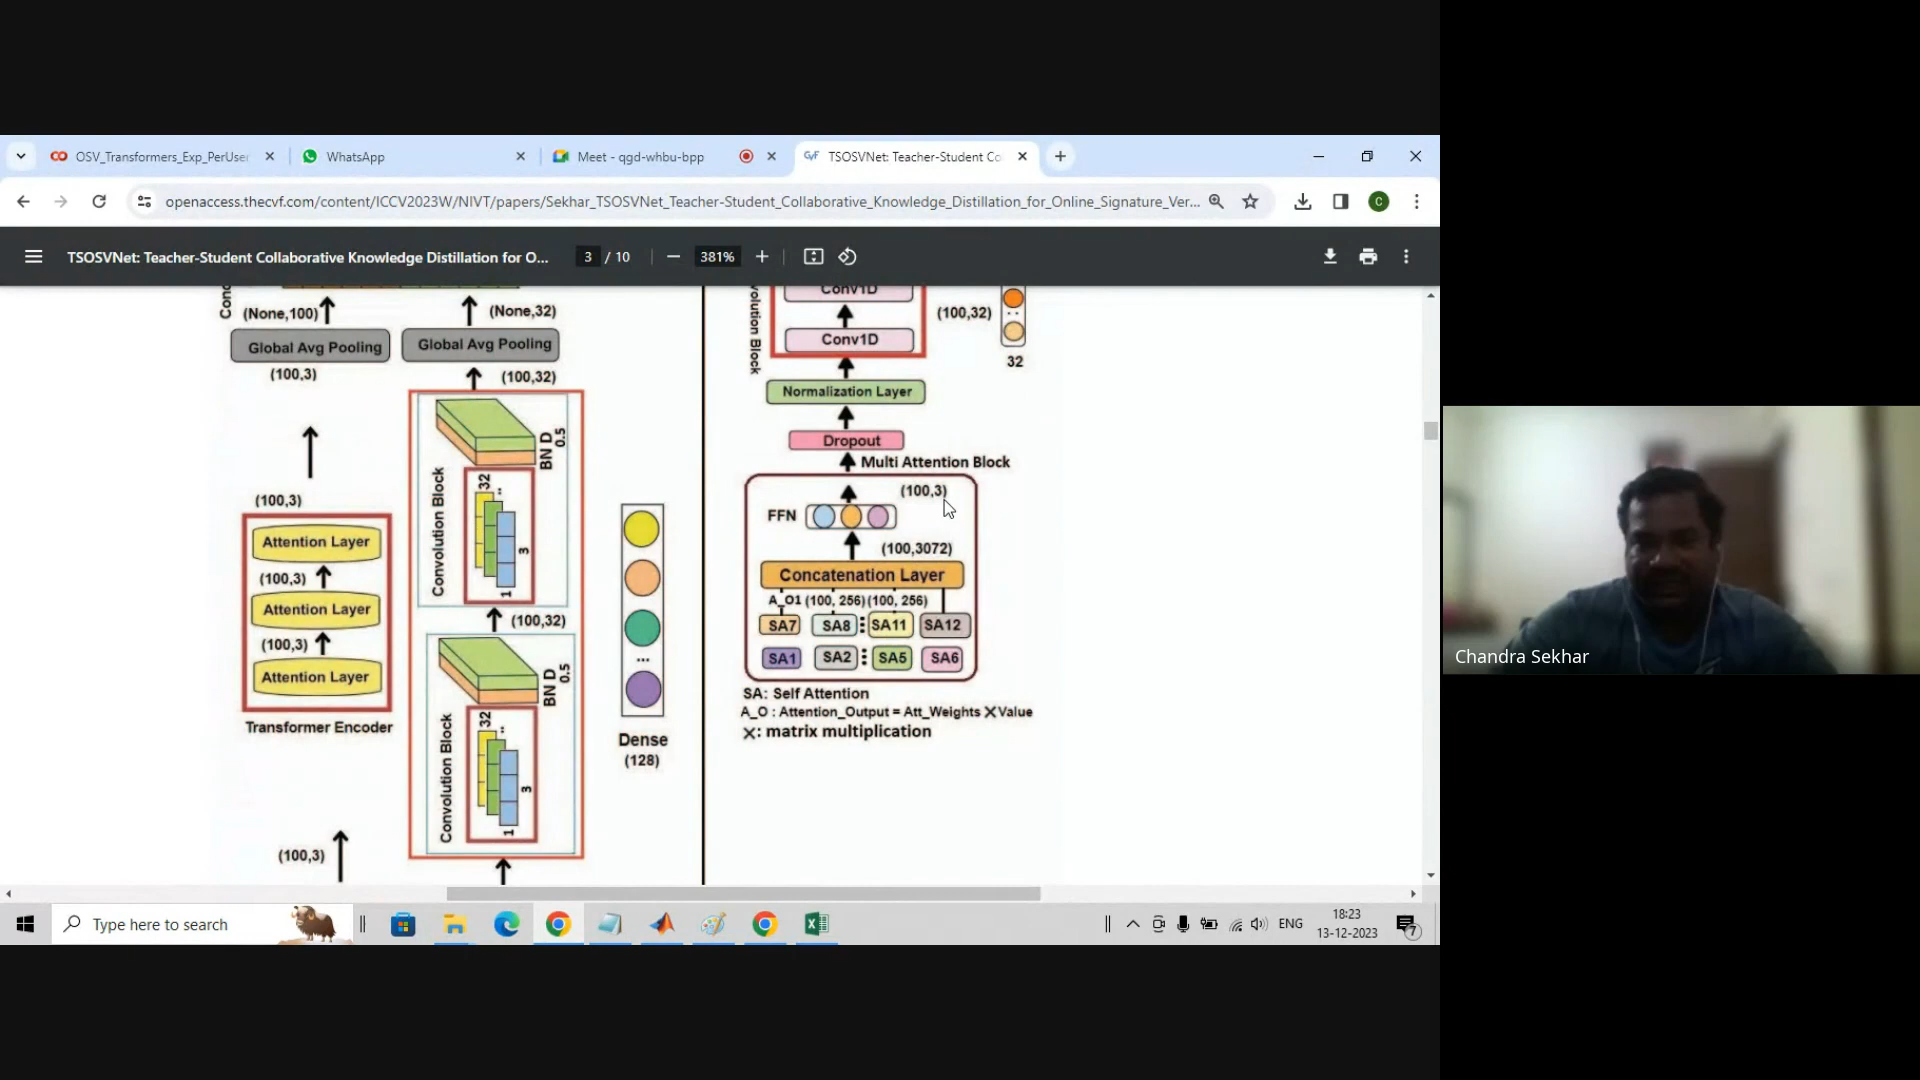 OSV_Transformers_Exp_PerUser
WhatsApp
Meet - qgd-whbu-bpp
TSOSVNet: Teacher-Student Co
openaccess.thecvf.com/content/ICCV2023W/NIVT/papers/Sekhar_TSOSVNet_Teacher-Student_Collaborative_Knowledge_Distillation_for_Online_Signature_Ver...
C
TSOSVNet: Teacher-Student Collaborative Knowledge Distillation for O...
3 / 10
381%
Conc
(None,100)
(None,32)
Global Avg Pooling
Global Avg Pooling
(100,3)
(100,32)
(100,3)
Attention Layer
(100,3)
Attention Layer
(100,3)
Attention Layer
Transformer Encoder
(100,3)
Convolution Block
32
..
3
1
BN D
0.5
(100,32)
Convolution Block
32
..
3
1
BN D
0.5
...
Dense
(128)
volution Block
Conv1D
Conv1D
(100,32)
..
32
Normalization Layer
Dropout
Multi Attention Block
(100,3)
FFN
(100,3072)
Concatenation Layer
A_O1 (100, 256) (100, 256)
SA7 SA8 SA11 SA12
SA1 SA2 SA5 SA6
SA: Self Attention
A_O : Attention_Output = Att_Weights X Value
X: matrix multiplication
Chandra Sekhar
Type here to search
ENG
18:23
13-12-2023
7